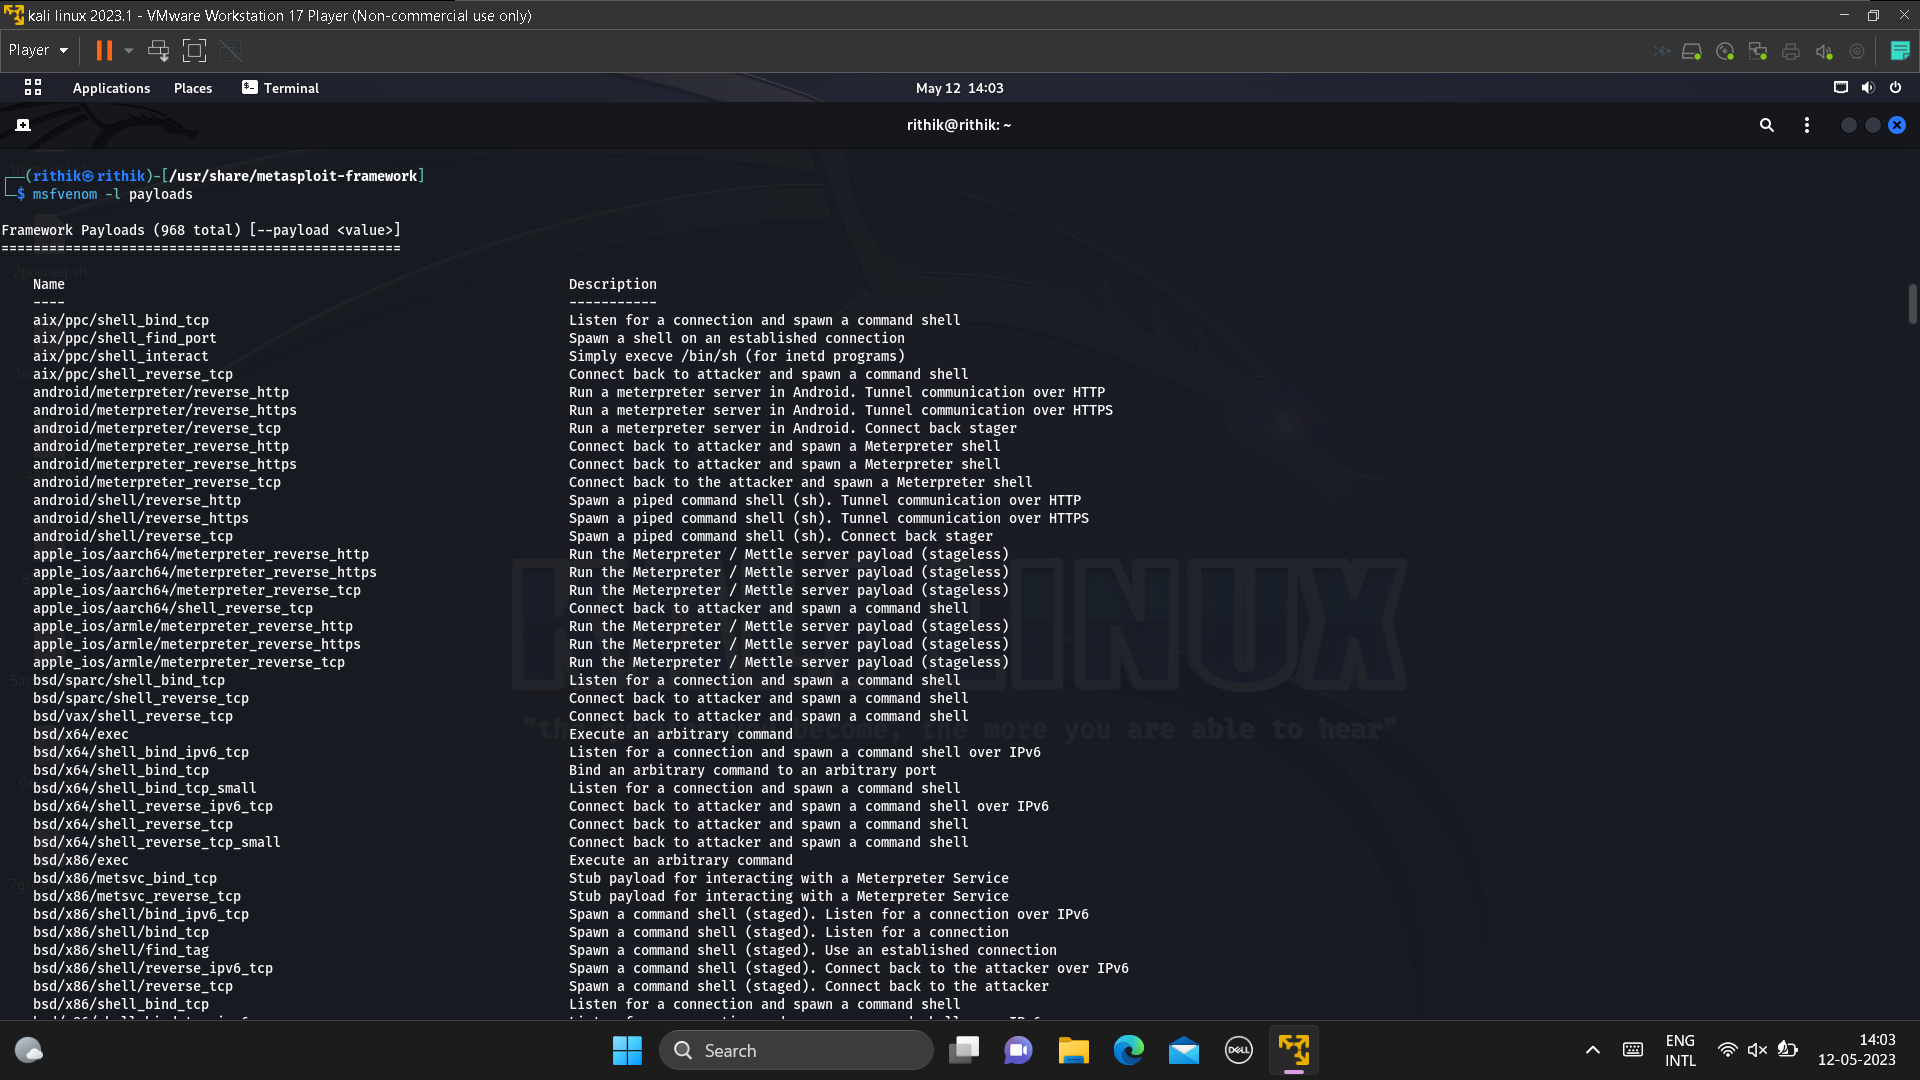 kali linux 2023.1 - VMware Workstation 17 Player (Non-commercial use only)
Player
Applications Places Terminal May 12 14:03
rithik@rithik: ~
┌──(rithik㉿rithik)-[/usr/share/metasploit-framework]
└─$ msfvenom -l payloads
Framework Payloads (968 total) [--payload <value>]
==================================================
Name Description
---- -----------
aix/ppc/shell_bind_tcp Listen for a connection and spawn a command shell
aix/ppc/shell_find_port Spawn a shell on an established connection
aix/ppc/shell_interact Simply execve /bin/sh (for inetd programs)
aix/ppc/shell_reverse_tcp Connect back to attacker and spawn a command shell
android/meterpreter/reverse_http Run a meterpreter server in Android. Tunnel communication over HTTP
android/meterpreter/reverse_https Run a meterpreter server in Android. Tunnel communication over HTTPS
android/meterpreter/reverse_tcp Run a meterpreter server in Android. Connect back stager
android/meterpreter_reverse_http Connect back to attacker and spawn a Meterpreter shell
android/meterpreter_reverse_https Connect back to attacker and spawn a Meterpreter shell
android/meterpreter_reverse_tcp Connect back to the attacker and spawn a Meterpreter shell
android/shell/reverse_http Spawn a piped command shell (sh). Tunnel communication over HTTP
android/shell/reverse_https Spawn a piped command shell (sh). Tunnel communication over HTTPS
android/shell/reverse_tcp Spawn a piped command shell (sh). Connect back stager
apple_ios/aarch64/meterpreter_reverse_http Run the Meterpreter / Mettle server payload (stageless)
apple_ios/aarch64/meterpreter_reverse_https Run the Meterpreter / Mettle server payload (stageless)
apple_ios/aarch64/meterpreter_reverse_tcp Run the Meterpreter / Mettle server payload (stageless)
apple_ios/aarch64/shell_reverse_tcp Connect back to attacker and spawn a command shell
apple_ios/armle/meterpreter_reverse_http Run the Meterpreter / Mettle server payload (stageless)
apple_ios/armle/meterpreter_reverse_https Run the Meterpreter / Mettle server payload (stageless)
apple_ios/armle/meterpreter_reverse_tcp Run the Meterpreter / Mettle server payload (stageless)
bsd/sparc/shell_bind_tcp Listen for a connection and spawn a command shell
bsd/sparc/shell_reverse_tcp Connect back to attacker and spawn a command shell
bsd/vax/shell_reverse_tcp Connect back to attacker and spawn a command shell
bsd/x64/exec Execute an arbitrary command
bsd/x64/shell_bind_ipv6_tcp Listen for a connection and spawn a command shell over IPv6
bsd/x64/shell_bind_tcp Bind an arbitrary command to an arbitrary port
bsd/x64/shell_bind_tcp_small Listen for a connection and spawn a command shell
bsd/x64/shell_reverse_ipv6_tcp Connect back to attacker and spawn a command shell over IPv6
bsd/x64/shell_reverse_tcp Connect back to attacker and spawn a command shell
bsd/x64/shell_reverse_tcp_small Connect back to attacker and spawn a command shell
bsd/x86/exec Execute an arbitrary command
bsd/x86/metsvc_bind_tcp Stub payload for interacting with a Meterpreter Service
bsd/x86/metsvc_reverse_tcp Stub payload for interacting with a Meterpreter Service
bsd/x86/shell/bind_ipv6_tcp Spawn a command shell (staged). Listen for a connection over IPv6
bsd/x86/shell/bind_tcp Spawn a command shell (staged). Listen for a connection
bsd/x86/shell/find_tag Spawn a command shell (staged). Use an established connection
bsd/x86/shell/reverse_ipv6_tcp Spawn a command shell (staged). Connect back to the attacker over IPv6
bsd/x86/shell/reverse_tcp Spawn a command shell (staged). Connect back to the attacker
bsd/x86/shell_bind_tcp Listen for a connection and spawn a command shell
LINUX
become, the more you are able to hear"
Search
DELL
ENG
INTL
14:03
12-05-2023